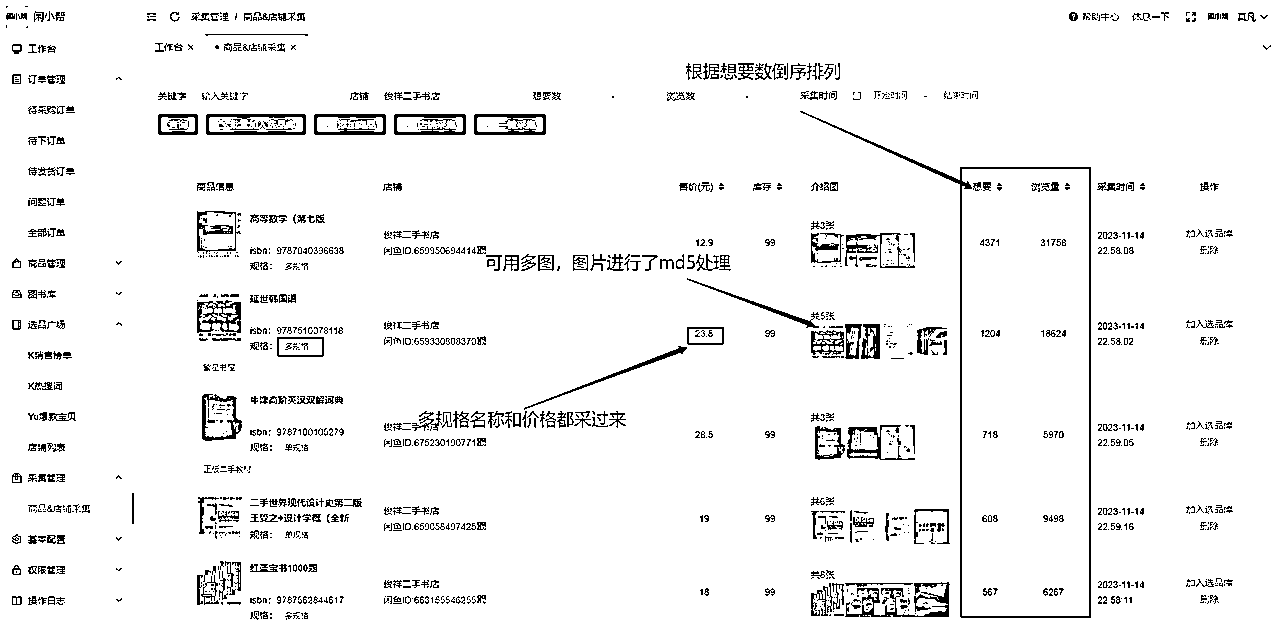 闲小帮
采集管理 / 商品&店铺采集
帮助中心 休息一下
工作台
工作台 ×
• 商品&店铺采集 ×
订单管理
待采购订单
待下订单
待发货订单
问题订单
全部订单
商品管理
图书库
选品广场
K销售榜单
K热搜词
Yu爆款宝贝
店铺列表
采集管理
商品&店铺采集
基本配置
权限管理
操作日志
根据想要数倒序排列
关键字 输入关键字 店铺 俊祥二手书店 想要数 - 浏览数 - 采集时间 开始时间 - 结束时间
查询
商品信息 店铺 售价(元) 库存 介绍图 想要 浏览量 采集时间 操作
高等数学（第七版
isbn: 9787040396638
规格: 多规格
俊祥二手书店
闲鱼ID:659950694414
12.9 99
共3张
4371 31756
2023-11-14
22:58:08
加入选品库
删除
可用多图，图片进行了md5处理
延世韩国语
isbn: 9787510078118
规格: 多规格
俊祥二手书店
闲鱼ID:659330808370
23.8 99
共5张
1204 18624
2023-11-14
22:58:02
加入选品库
删除
多规格名称和价格都采过来
牛津高阶英汉双解词典
isbn: 9787100105279
规格: 单规格
俊祥二手书店
闲鱼ID:675230190771
28.5 99
共3张
718 5970
2023-11-14
22:59:05
加入选品库
删除
正版二手教材
二手世界现代设计史第二版
王受之+设计学概（全新
规格: 单规格
俊祥二手书店
闲鱼ID:659058497425
19 99
共6张
608 9498
2023-11-14
22:59:16
加入选品库
删除
红宝书1000题
isbn: 9787562844617
规格: 多规格
俊祥二手书店
闲鱼ID:663155546255
18 99
共8张
567 6267
2023-11-14
22:58:11
加入选品库
删除